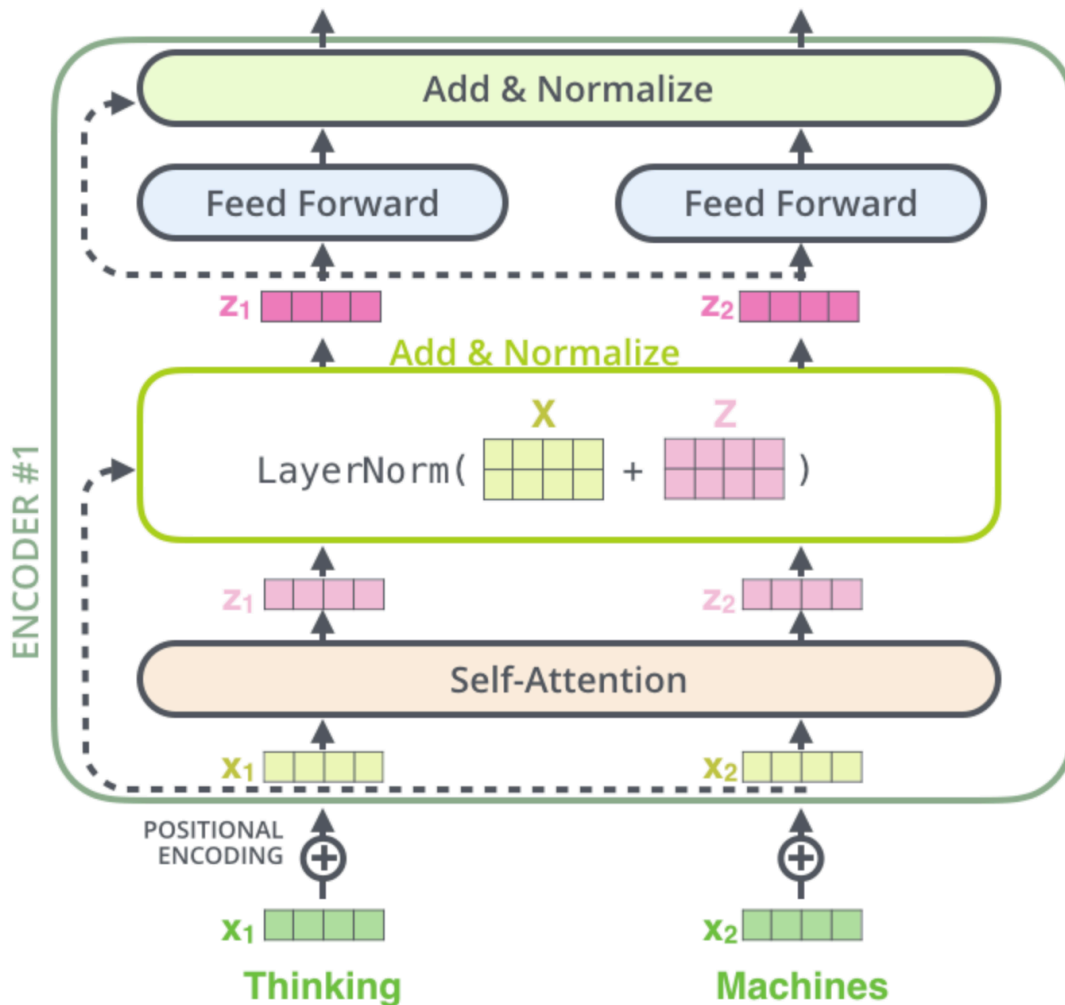 Add & Normalize
Feed Forward Feed Forward
z1 z2
Add & Normalize
X Z
LayerNorm( + )
ENCODER #1
z1 z2
Self-Attention
x1 x2
POSITIONAL
ENCODING
x1 x2
Thinking Machines